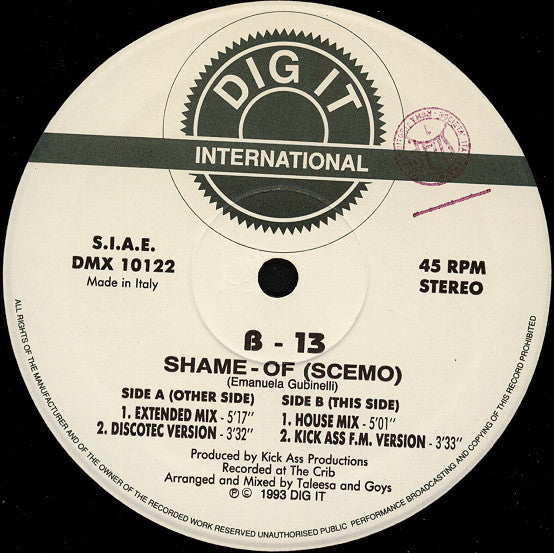 DIG IT
INTERNATIONAL
S.I.A.E.
DMX 10122
Made in Italy
45 RPM
STEREO
ß - 13
SHAME-OF (SCEMO)
(Emanuela Gubinelli)
SIDE A (OTHER SIDE)
1. EXTENDED MIX - 5'17"
2. DISCOTEC VERSION - 3'32"
SIDE B (THIS SIDE)
1. HOUSE MIX - 5'01"
2. KICK ASS F.M. VERSION - 3'33"
Produced by Kick Ass Productions
Recorded at The Crib
Arranged and Mixed by Taleesa and Goys
℗ © 1993 DIG IT
ALL RIGHTS OF THE MANUFACTURER AND OF THE OWNER OF THE RECORDED WORK RESERVED UNAUTHORISED PUBLIC PERFORMANCE BROADCASTING AND COPYING OF THIS RECORD PROHIBITED